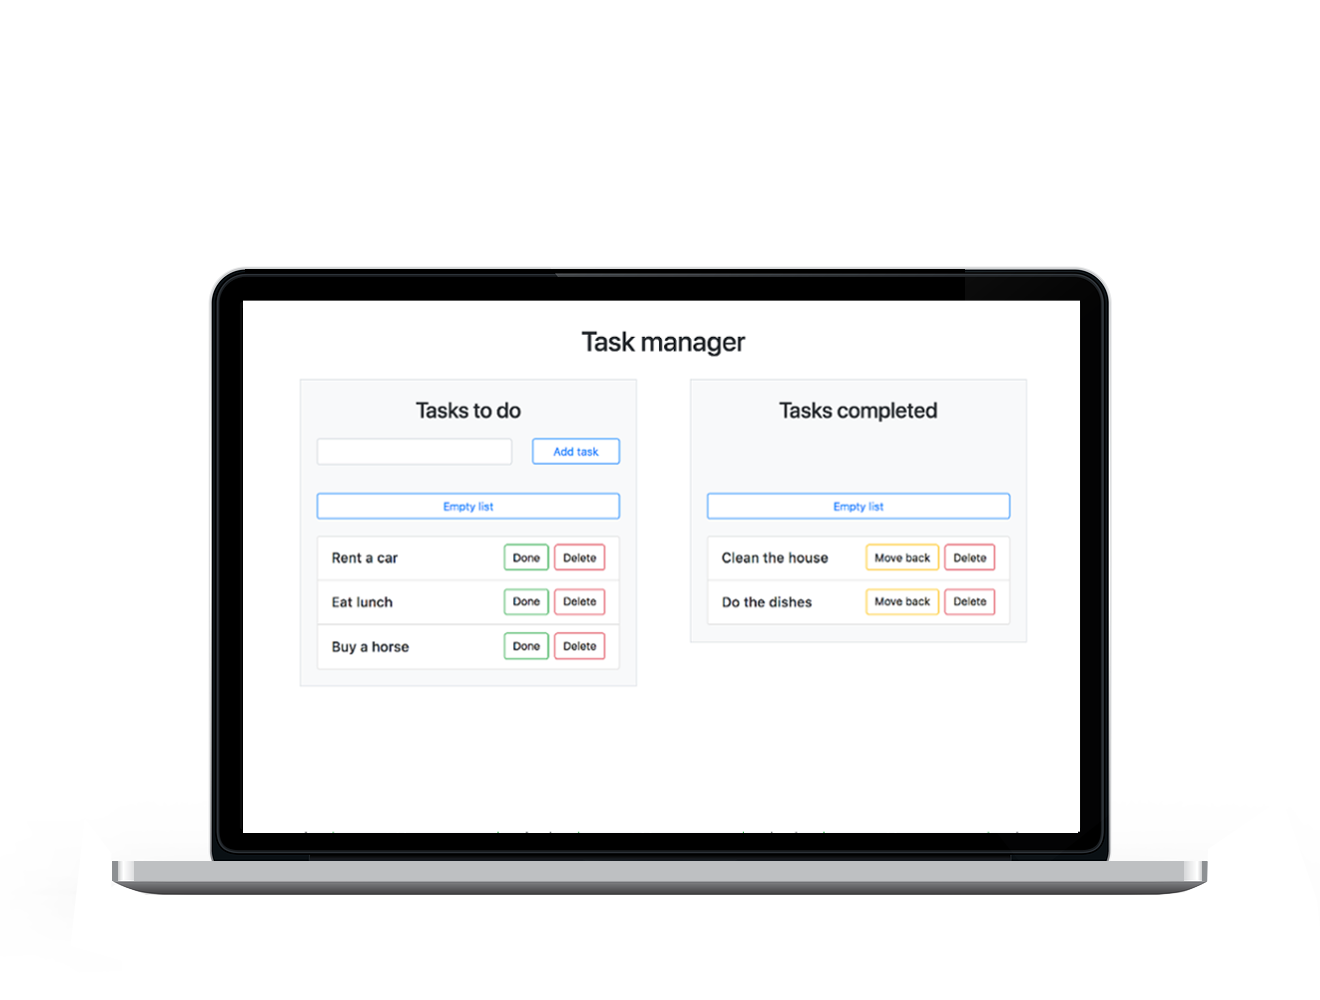 Task manager
Tasks to do
Add task
Empty list
Rent a car Done Delete
Eat lunch Done Delete
Buy a horse Done Delete
Tasks completed
Empty list
Clean the house Move back Delete
Do the dishes Move back Delete